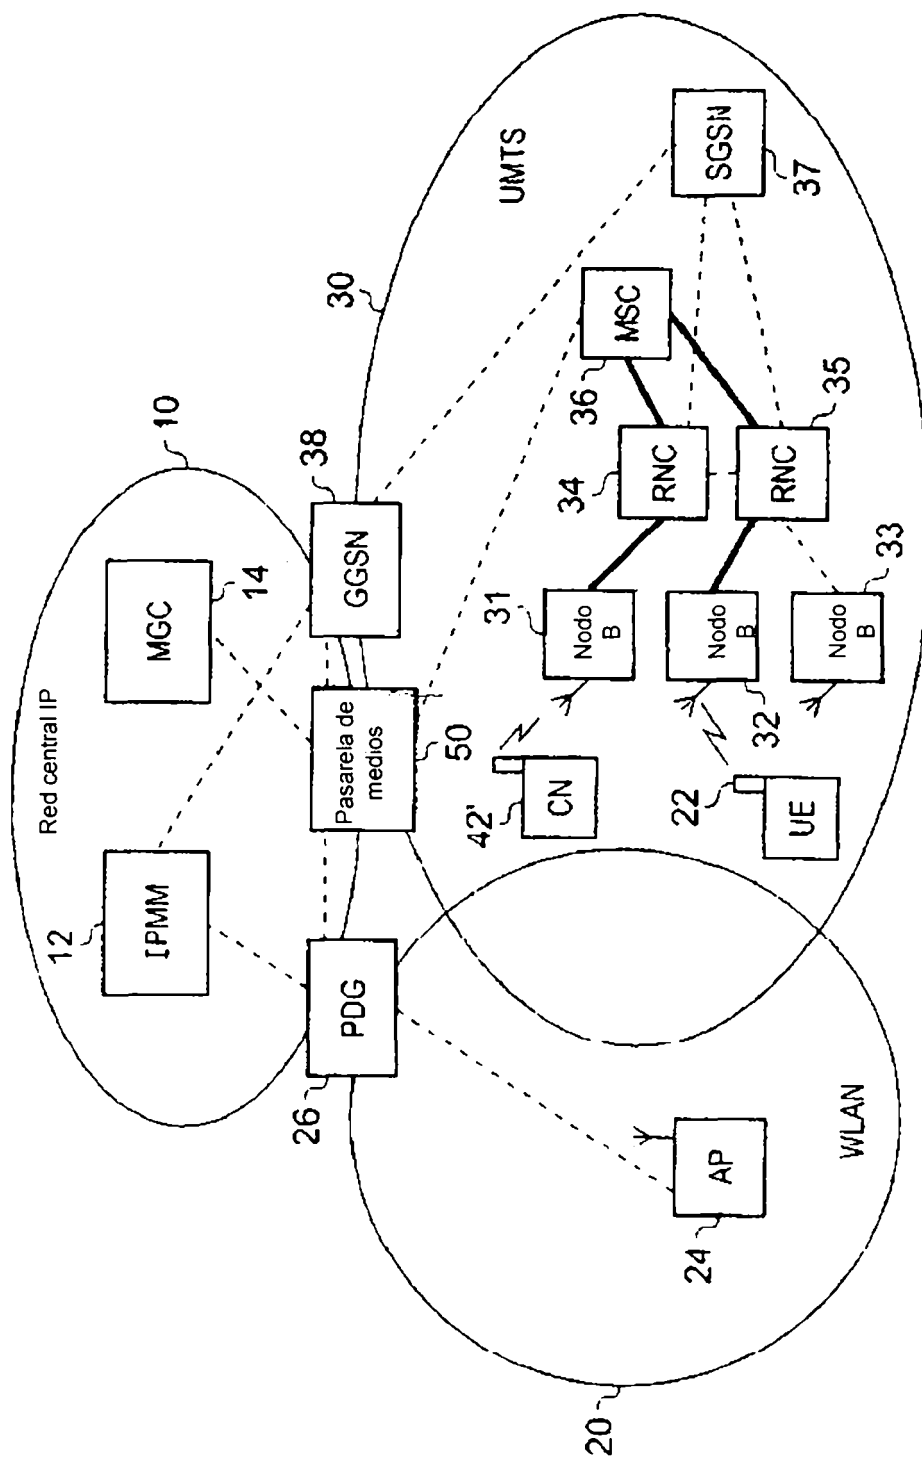 Red central IP
10
12
IPMM
MGC
14
26
PDG
Pasarela de
medios
50
GGSN
38
30
UMTS
20
WLAN
24
AP
42'
CN
22
UE
31
Nodo
B
32
Nodo
B
33
Nodo
B
34
RNC
35
RNC
36
MSC
37
SGSN